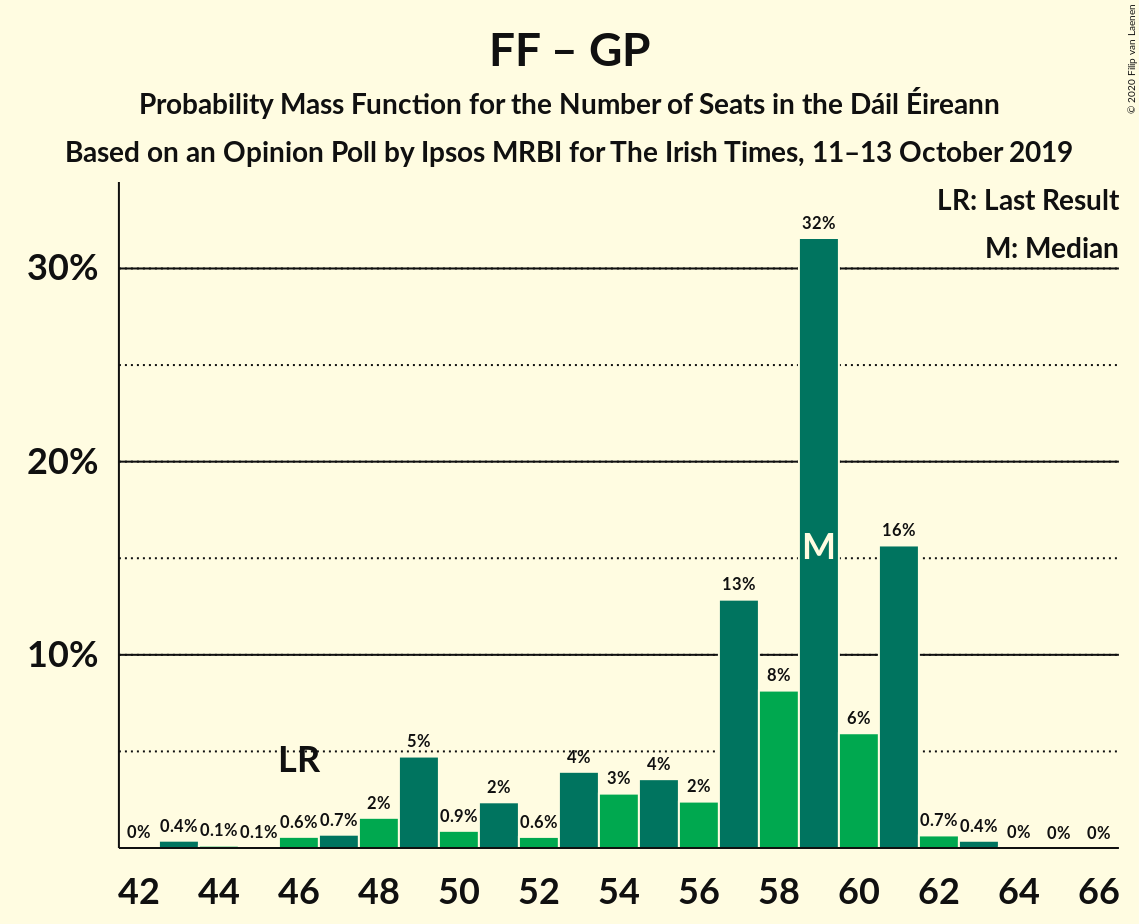 FF – GP
Probability Mass Function for the Number of Seats in the Dáil Éireann
Based on an Opinion Poll by Ipsos MRBI for The Irish Times, 11–13 October 2019
© 2020 Filip van Laenen
LR: Last Result
M: Median
30%
20%
10%
0% 0.4% 0.1% 0.1% 0.6% 0.7% 2% 5% 0.9% 2% 0.6% 4% 3% 4% 2% 13% 8% 32% 6% 16% 0.7% 0.4% 0% 0% 0%
LR
M
42 44 46 48 50 52 54 56 58 60 62 64 66